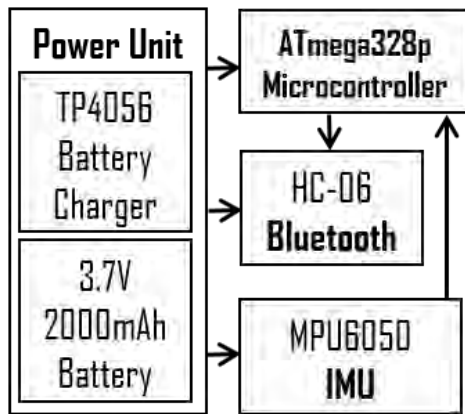 Power Unit
TP4056
Battery
Charger
3.7V
2000mAh
Battery
ATmega328p
Microcontroller
HC-06
Bluetooth
MPU6050
IMU